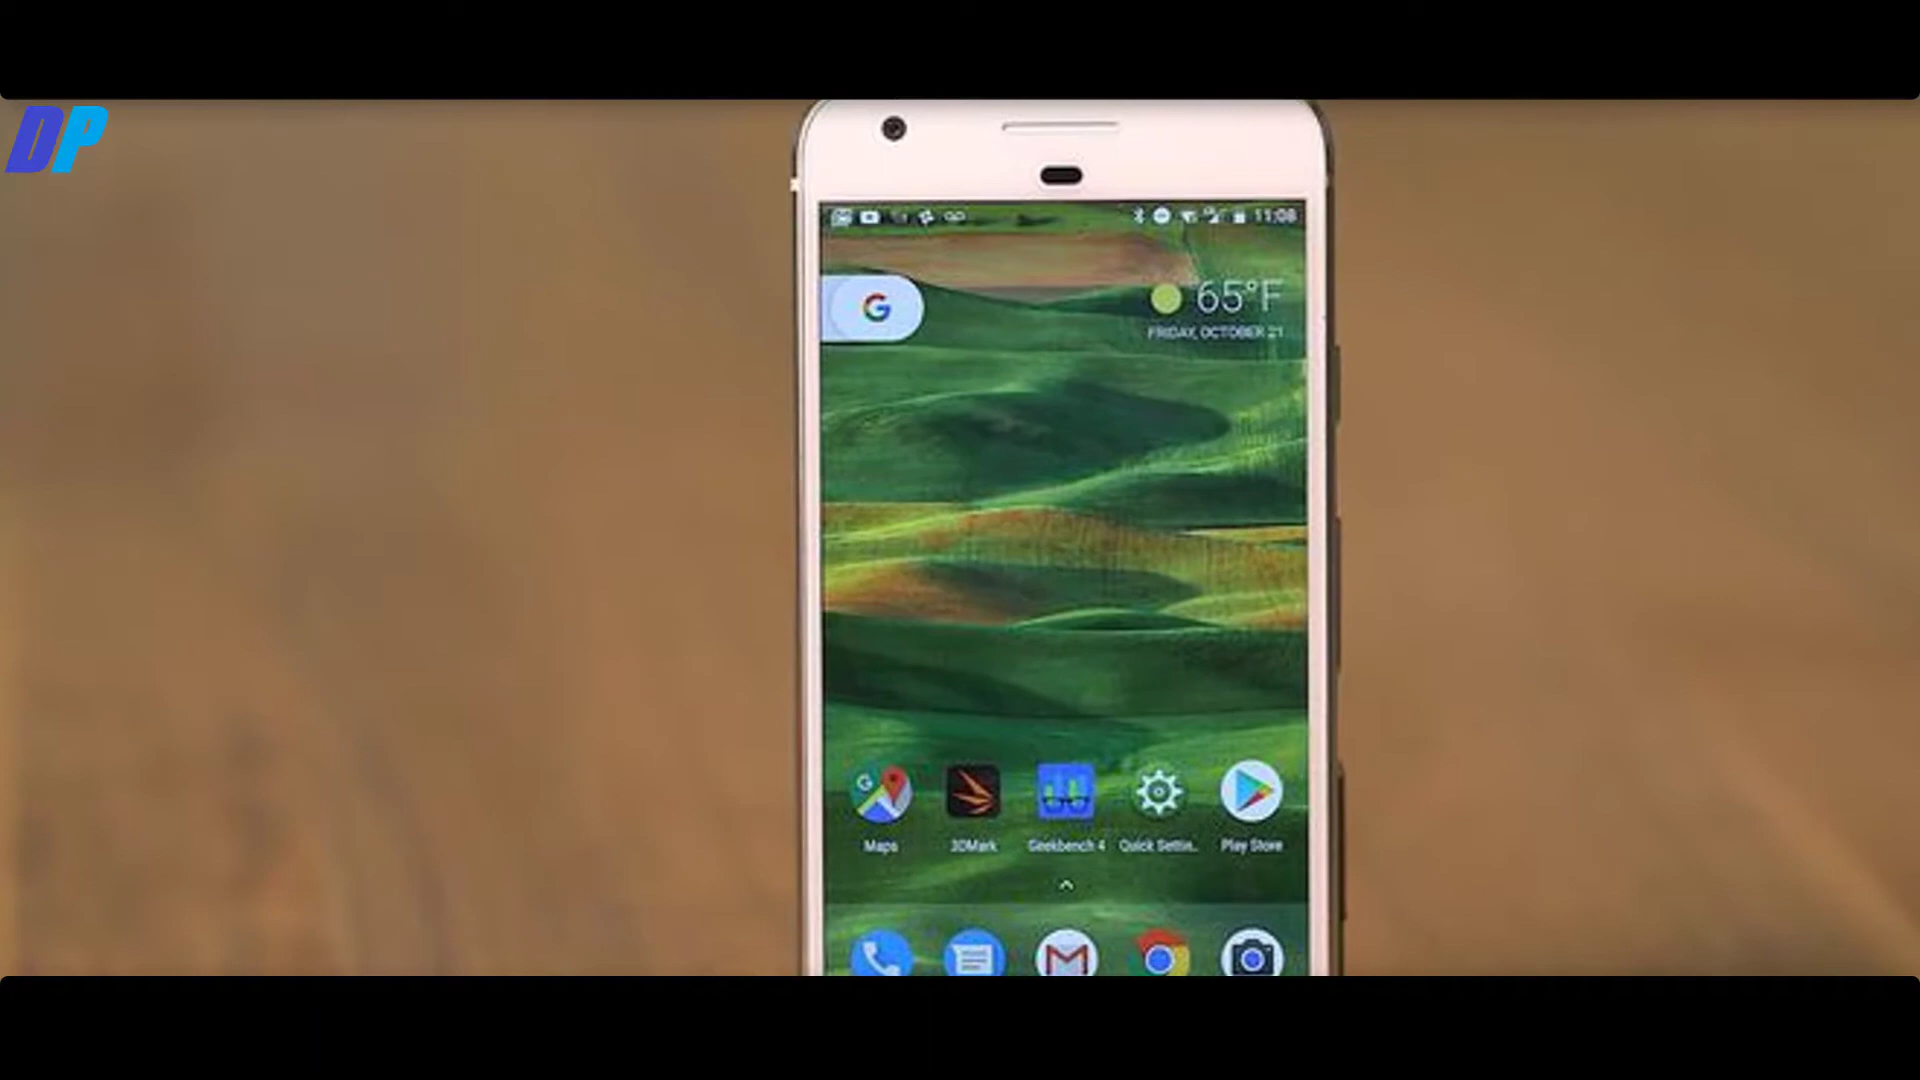 DP
11:08
G
65°F
FRIDAY, OCTOBER 21
Maps
3DMark
Geekbench 4
Quick Settin..
Play Store